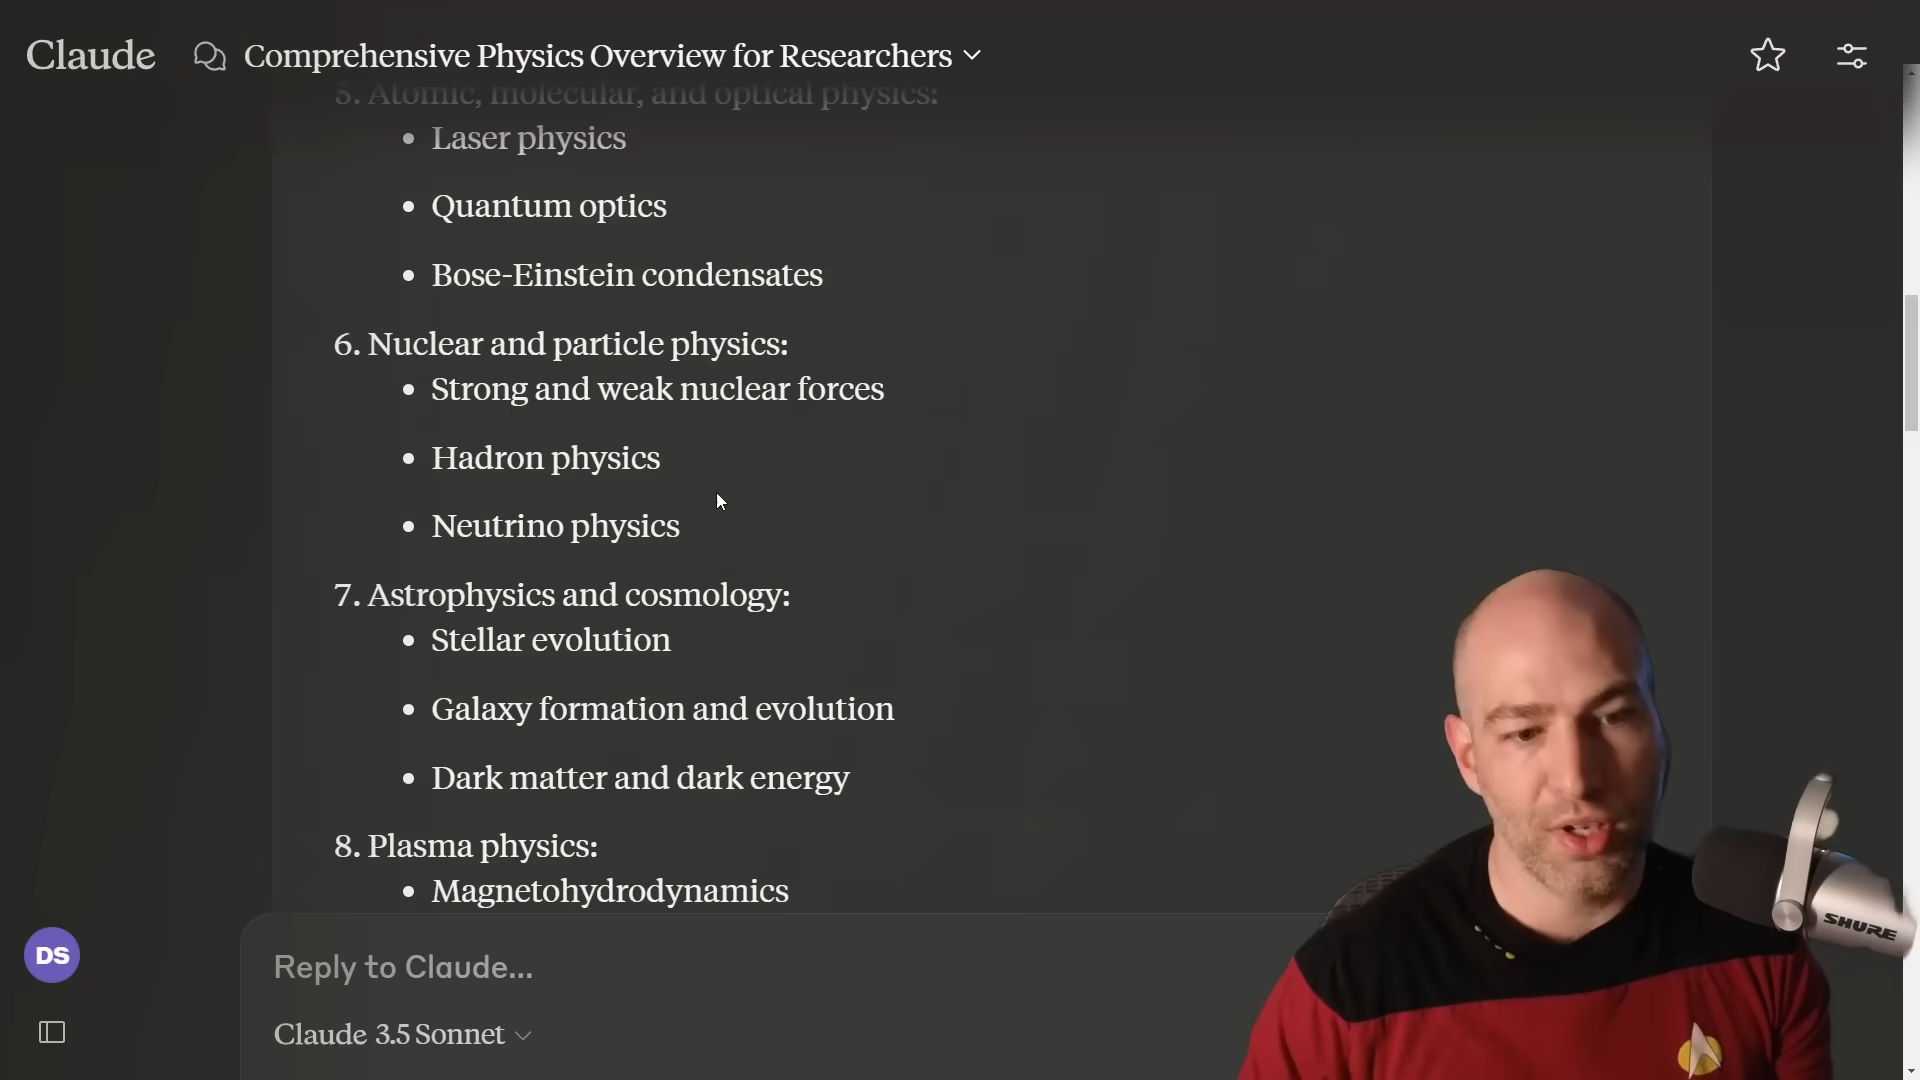 Claude
Comprehensive Physics Overview for Researchers
5. Atomic, molecular, and optical physics:
• Laser physics
• Quantum optics
• Bose-Einstein condensates
6. Nuclear and particle physics:
• Strong and weak nuclear forces
• Hadron physics
• Neutrino physics
7. Astrophysics and cosmology:
• Stellar evolution
• Galaxy formation and evolution
• Dark matter and dark energy
8. Plasma physics:
• Magnetohydrodynamics
SHURE
DS
Reply to Claude...
Claude 3.5 Sonnet